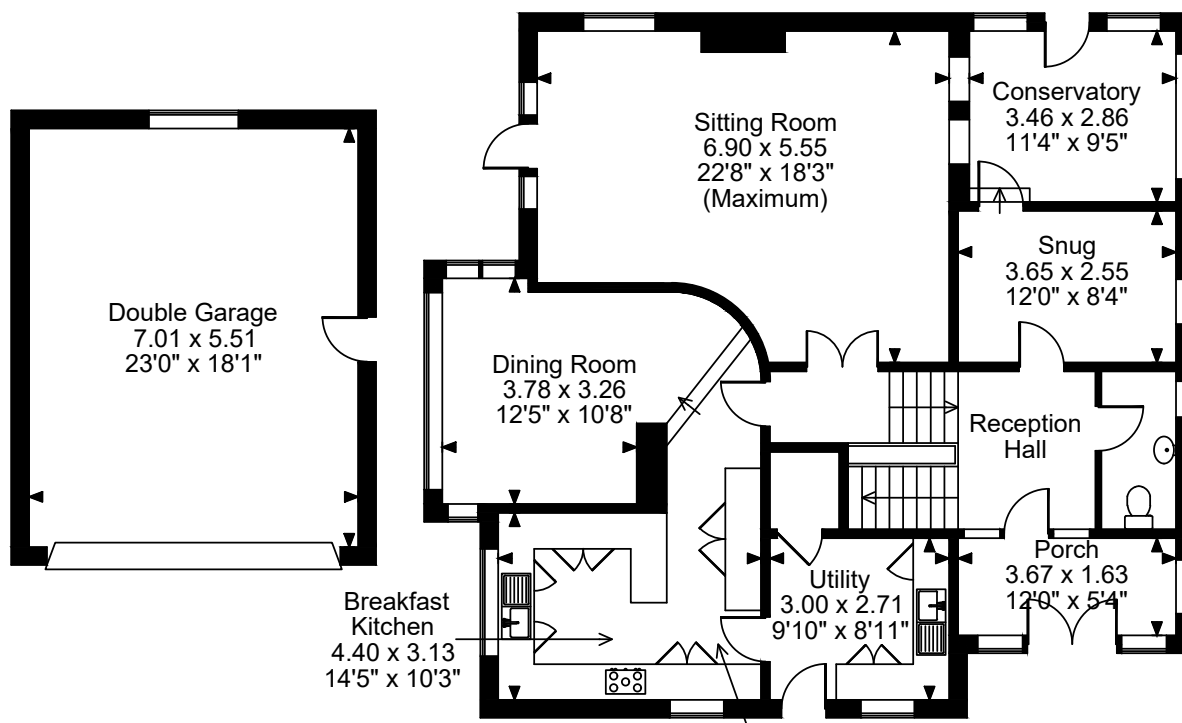 Conservatory
3.46 x 2.86
11'4" x 9'5"
Sitting Room
6.90 x 5.55
22'8" x 18'3"
(Maximum)
Snug
3.65 x 2.55
12'0" x 8'4"
Double Garage
7.01 x 5.51
23'0" x 18'1"
Dining Room
3.78 x 3.26
12'5" x 10'8"
Reception
Hall
Porch
3.67 x 1.63
12'0" x 5'4"
Utility
3.00 x 2.71
9'10" x 8'11"
Breakfast
Kitchen
4.40 x 3.13
14'5" x 10'3"